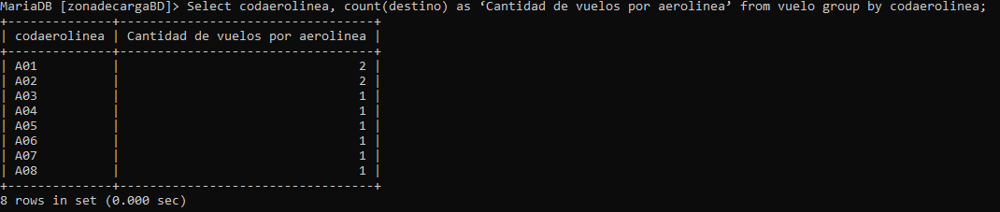 MariaDB [zonadecargaBD]> Select codaerolinea, count(destino) as ‘Cantidad de vuelos por aerolinea’ from vuelo group by codaerolinea;
+--------------+----------------------------------+
| codaerolinea | Cantidad de vuelos por aerolinea |
+--------------+----------------------------------+
| A01          |                                2 |
| A02          |                                2 |
| A03          |                                1 |
| A04          |                                1 |
| A05          |                                1 |
| A06          |                                1 |
| A07          |                                1 |
| A08          |                                1 |
+--------------+----------------------------------+
8 rows in set (0.000 sec)